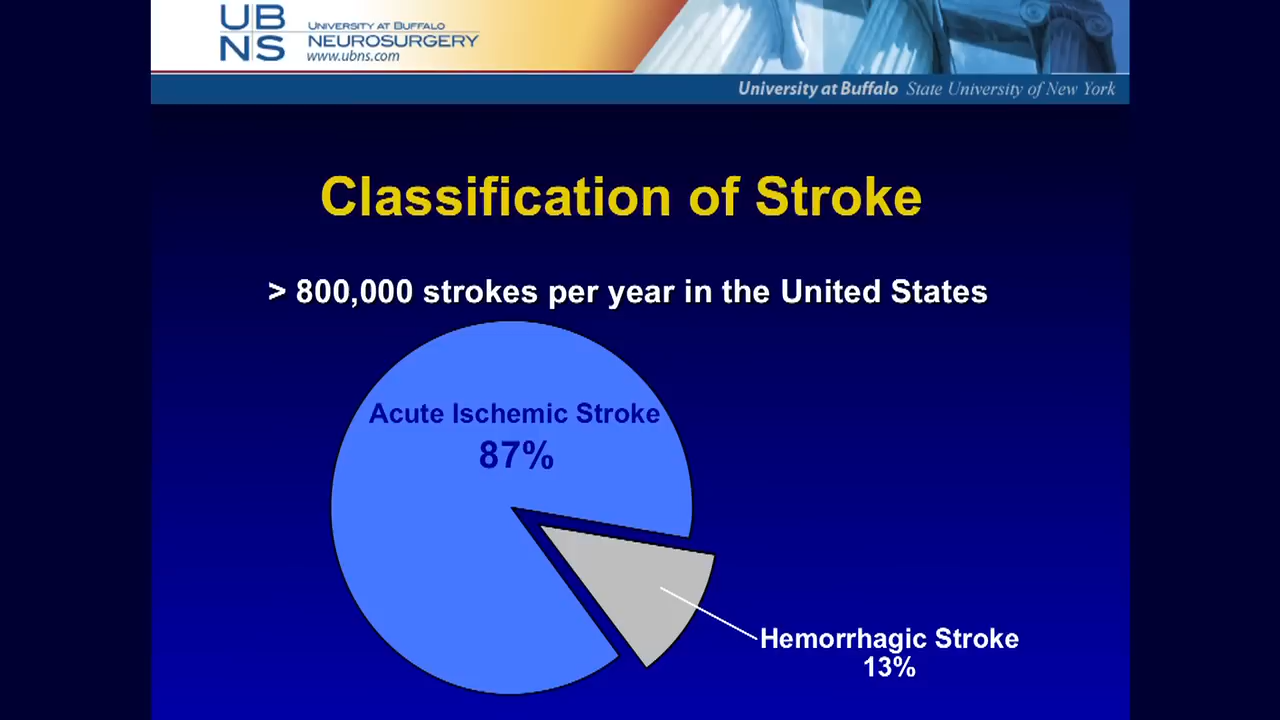 UB
NS
UNIVERSITY AT BUFFALO
NEUROSURGERY
www.ubns.com
University at Buffalo State University of New York
Classification of Stroke
> 800,000 strokes per year in the United States
Acute Ischemic Stroke
87%
Hemorrhagic Stroke
13%